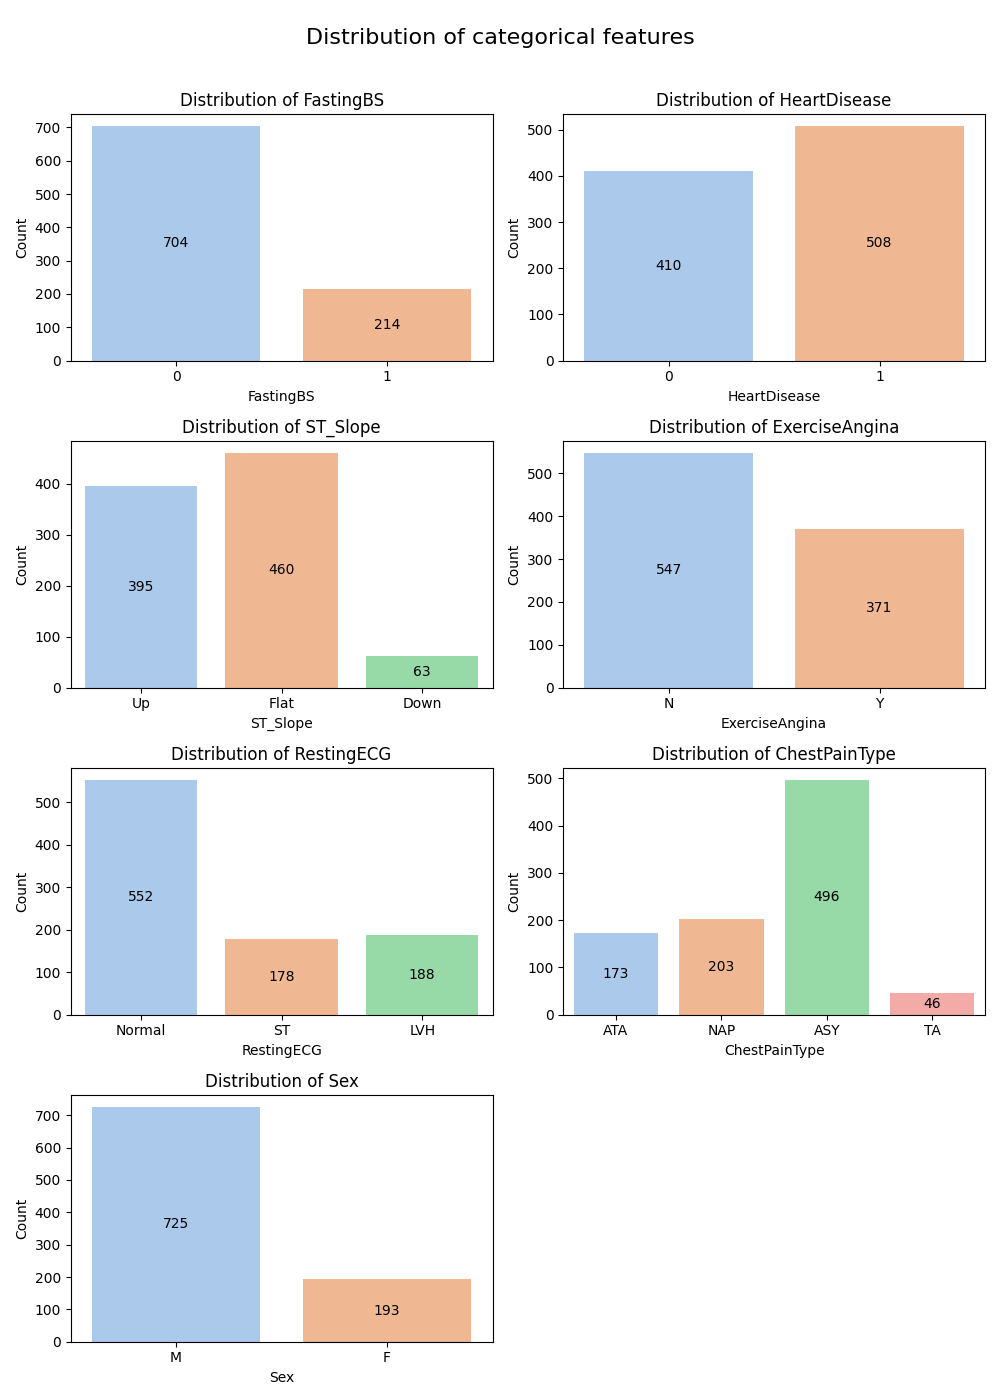 Distribution of categorical features
Distribution of FastingBS
700
600
500
400
300
200
100
0
Count
704
214
0 1
FastingBS
Distribution of HeartDisease
500
400
300
200
100
0
Count
410
508
0 1
HeartDisease
Distribution of ST_Slope
400
300
200
100
0
Count
395
460
63
Up Flat Down
ST_Slope
Distribution of ExerciseAngina
500
400
300
200
100
0
Count
547
371
N Y
ExerciseAngina
Distribution of RestingECG
500
400
300
200
100
0
Count
552
178
188
Normal ST LVH
RestingECG
Distribution of ChestPainType
500
400
300
200
100
0
Count
173
203
496
46
ATA NAP ASY TA
ChestPainType
Distribution of Sex
700
600
500
400
300
200
100
0
Count
725
193
M F
Sex